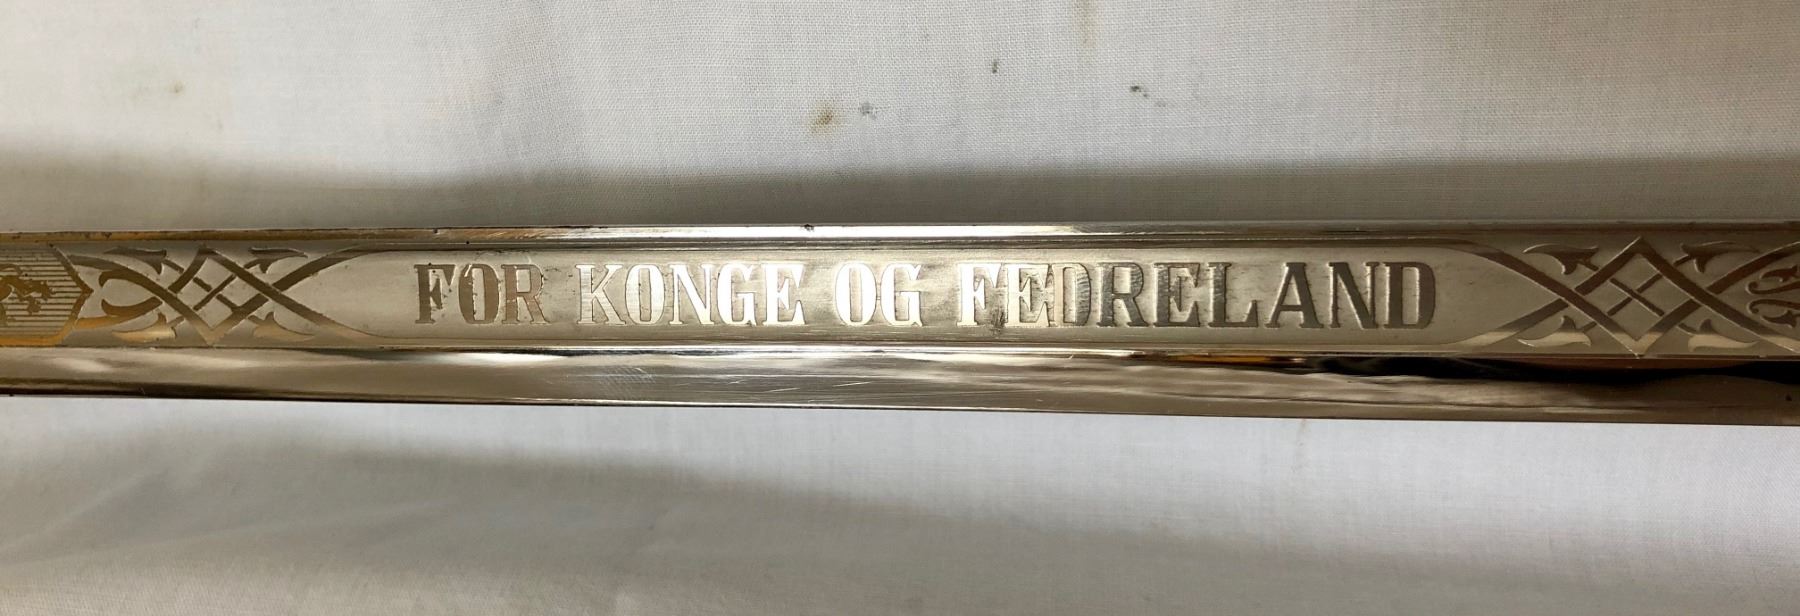 FOR KONGE OG FEDRELAND